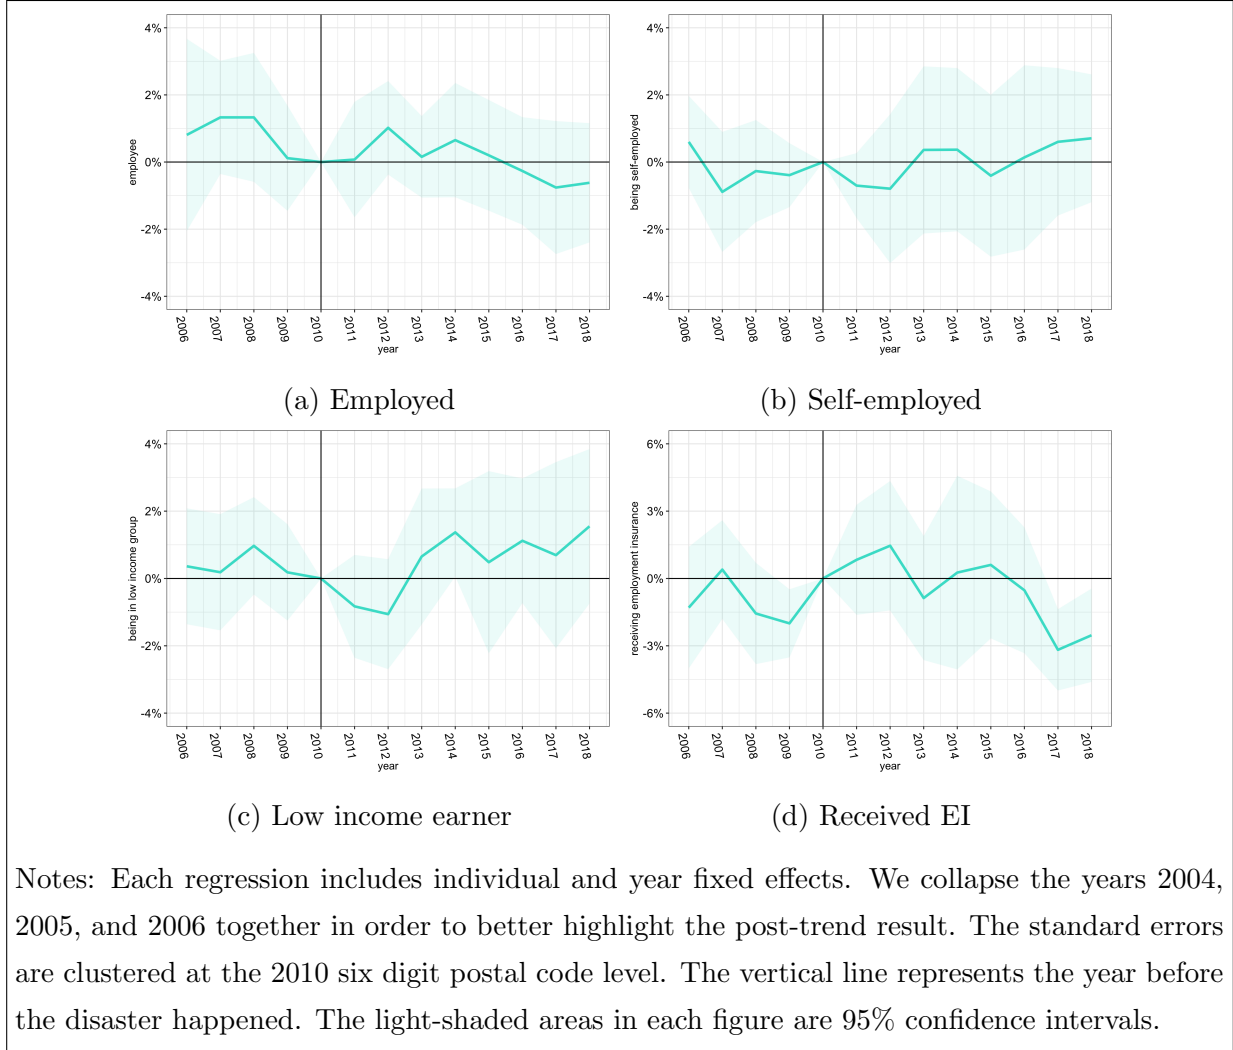 4%
2%
0%
-2%
-4%
employee
2006 2007 2008 2009 2010 2011 2012 2013 2014 2015 2016 2017 2018
year
(a) Employed
4%
2%
0%
-2%
-4%
being self-employed
2006 2007 2008 2009 2010 2011 2012 2013 2014 2015 2016 2017 2018
year
(b) Self-employed
4%
2%
0%
-2%
-4%
being in low income group
2006 2007 2008 2009 2010 2011 2012 2013 2014 2015 2016 2017 2018
year
(c) Low income earner
6%
3%
0%
-3%
-6%
receiving employment insurance
2006 2007 2008 2009 2010 2011 2012 2013 2014 2015 2016 2017 2018
year
(d) Received EI
Notes: Each regression includes individual and year fixed effects. We collapse the years 2004,
2005, and 2006 together in order to better highlight the post-trend result. The standard errors
are clustered at the 2010 six digit postal code level. The vertical line represents the year before
the disaster happened. The light-shaded areas in each figure are 95% confidence intervals.